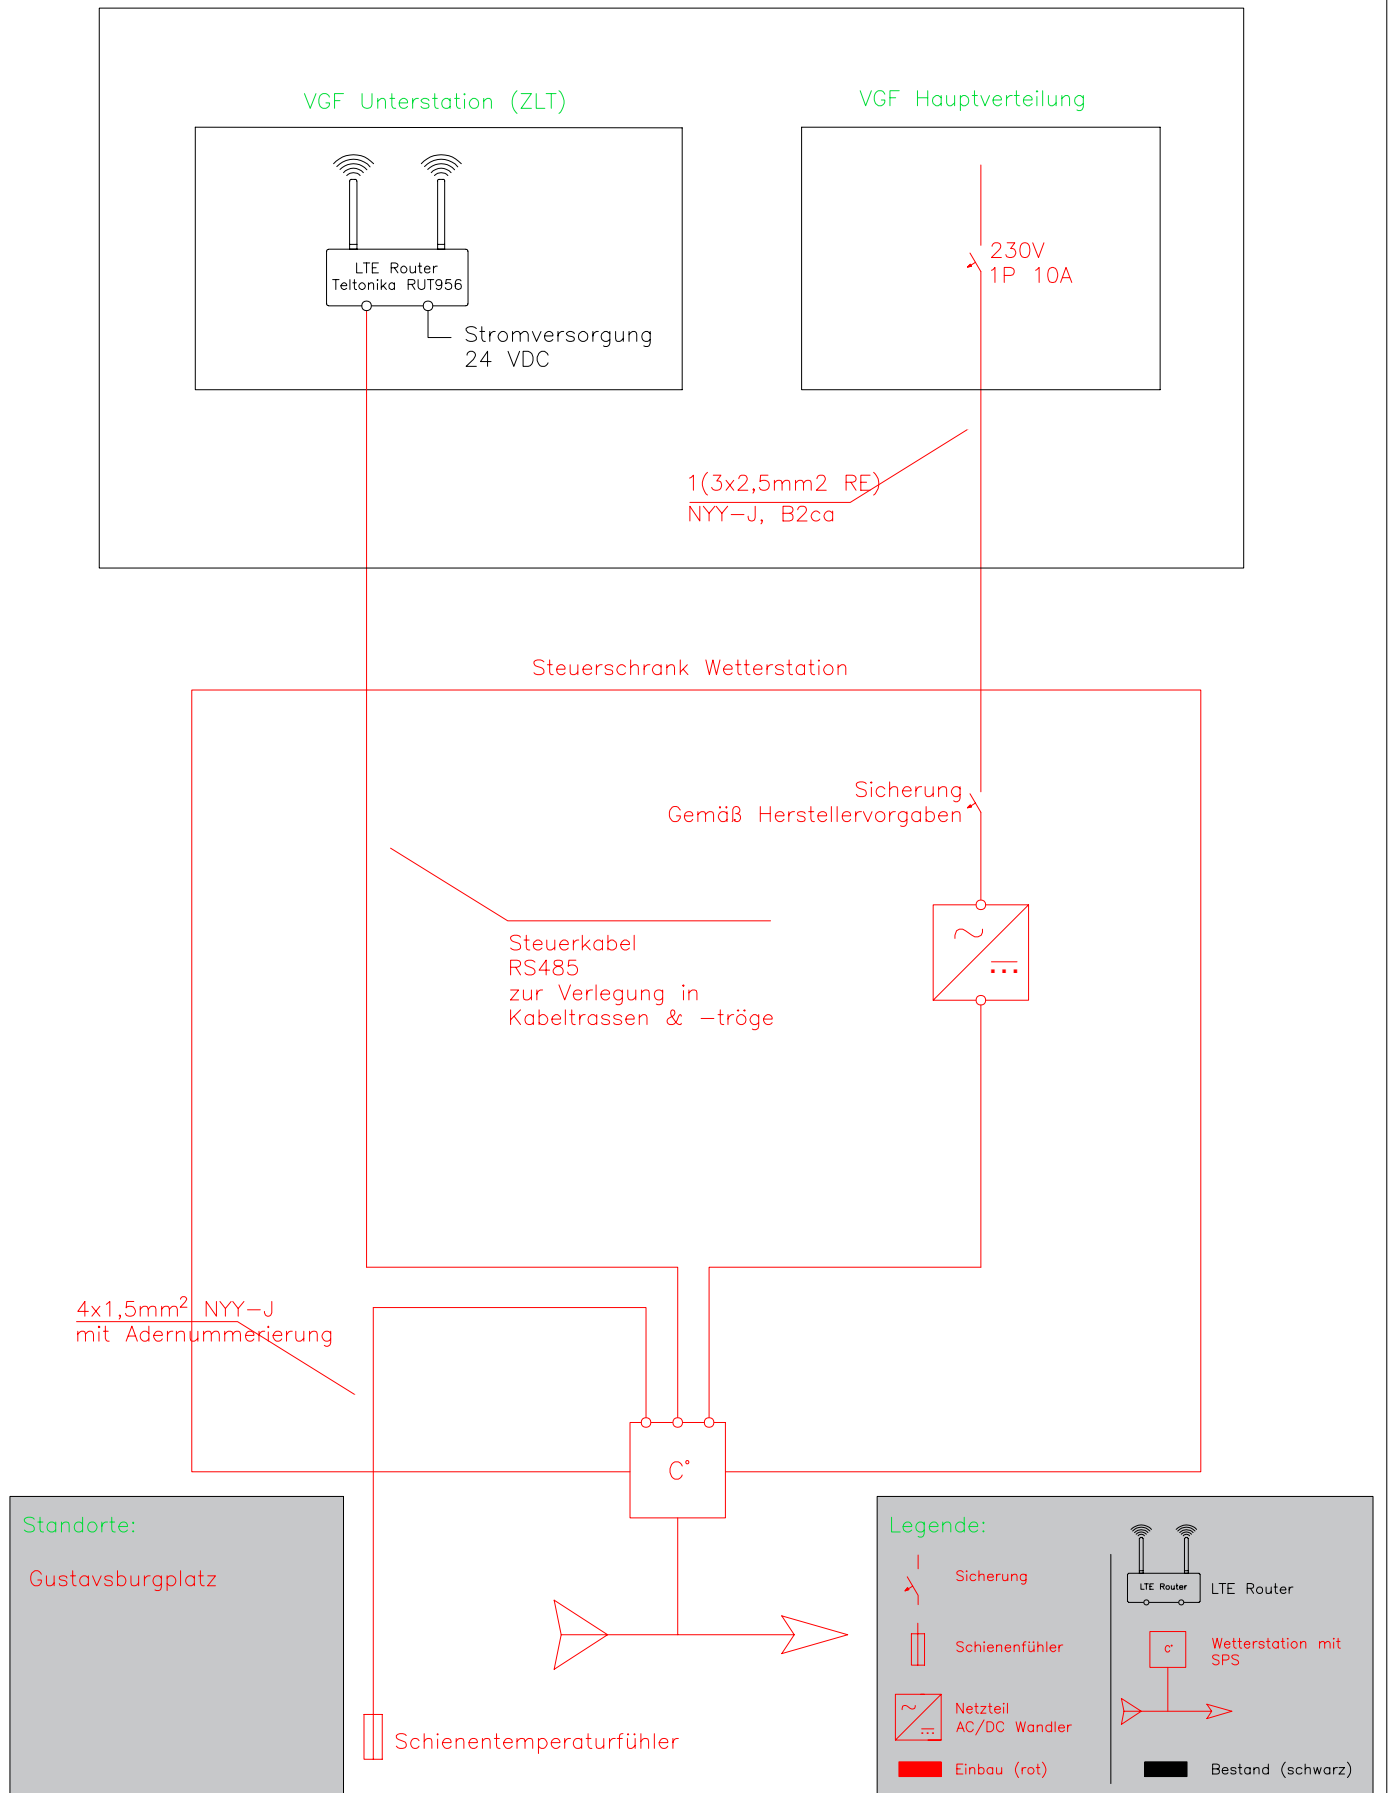 VGF Unterstation (ZLT)
VGF Hauptverteilung
LTE Router
Teltonika RUT956
Stromversorgung
24 VDC
230V
1P 10A
1(3x2,5mm2 RE)
NYY-J, B2ca
Steuerschrank Wetterstation
Sicherung
Gemäß Herstellervorgaben
Steuerkabel
RS485
zur Verlegung in
Kabeltrassen & -tröge
4x1,5mm² NYY-J
mit Adernummerierung
C°
Schienentemperaturfühler
Standorte:
Gustavsburgplatz
Legende:
Sicherung
Schienenfühler
Netzteil
AC/DC Wandler
Einbau (rot)
LTE Router
LTE Router
C°
Wetterstation mit
SPS
Bestand (schwarz)